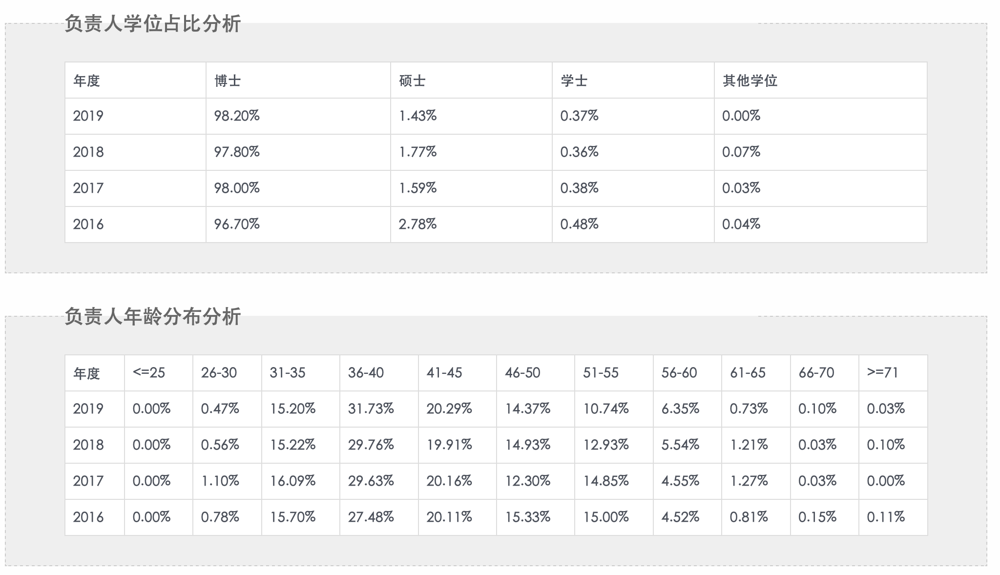 负责人学位占比分析
年度 博士 硕士 学士 其他学位
2019 98.20% 1.43% 0.37% 0.00%
2018 97.80% 1.77% 0.36% 0.07%
2017 98.00% 1.59% 0.38% 0.03%
2016 96.70% 2.78% 0.48% 0.04%
负责人年龄分布分析
年度 <=25 26-30 31-35 36-40 41-45 46-50 51-55 56-60 61-65 66-70 >=71
2019 0.00% 0.47% 15.20% 31.73% 20.29% 14.37% 10.74% 6.35% 0.73% 0.10% 0.03%
2018 0.00% 0.56% 15.22% 29.76% 19.91% 14.93% 12.93% 5.54% 1.21% 0.03% 0.10%
2017 0.00% 1.10% 16.09% 29.63% 20.16% 12.30% 14.85% 4.55% 1.27% 0.03% 0.00%
2016 0.00% 0.78% 15.70% 27.48% 20.11% 15.33% 15.00% 4.52% 0.81% 0.15% 0.11%